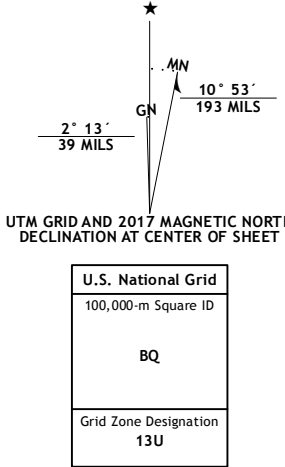 ★
MN
10° 53´
193 MILS
GN
2° 13´
39 MILS
UTM GRID AND 2017 MAGNETIC NORTH
DECLINATION AT CENTER OF SHEET
U.S. National Grid
100,000-m Square ID
BQ
Grid Zone Designation
13U